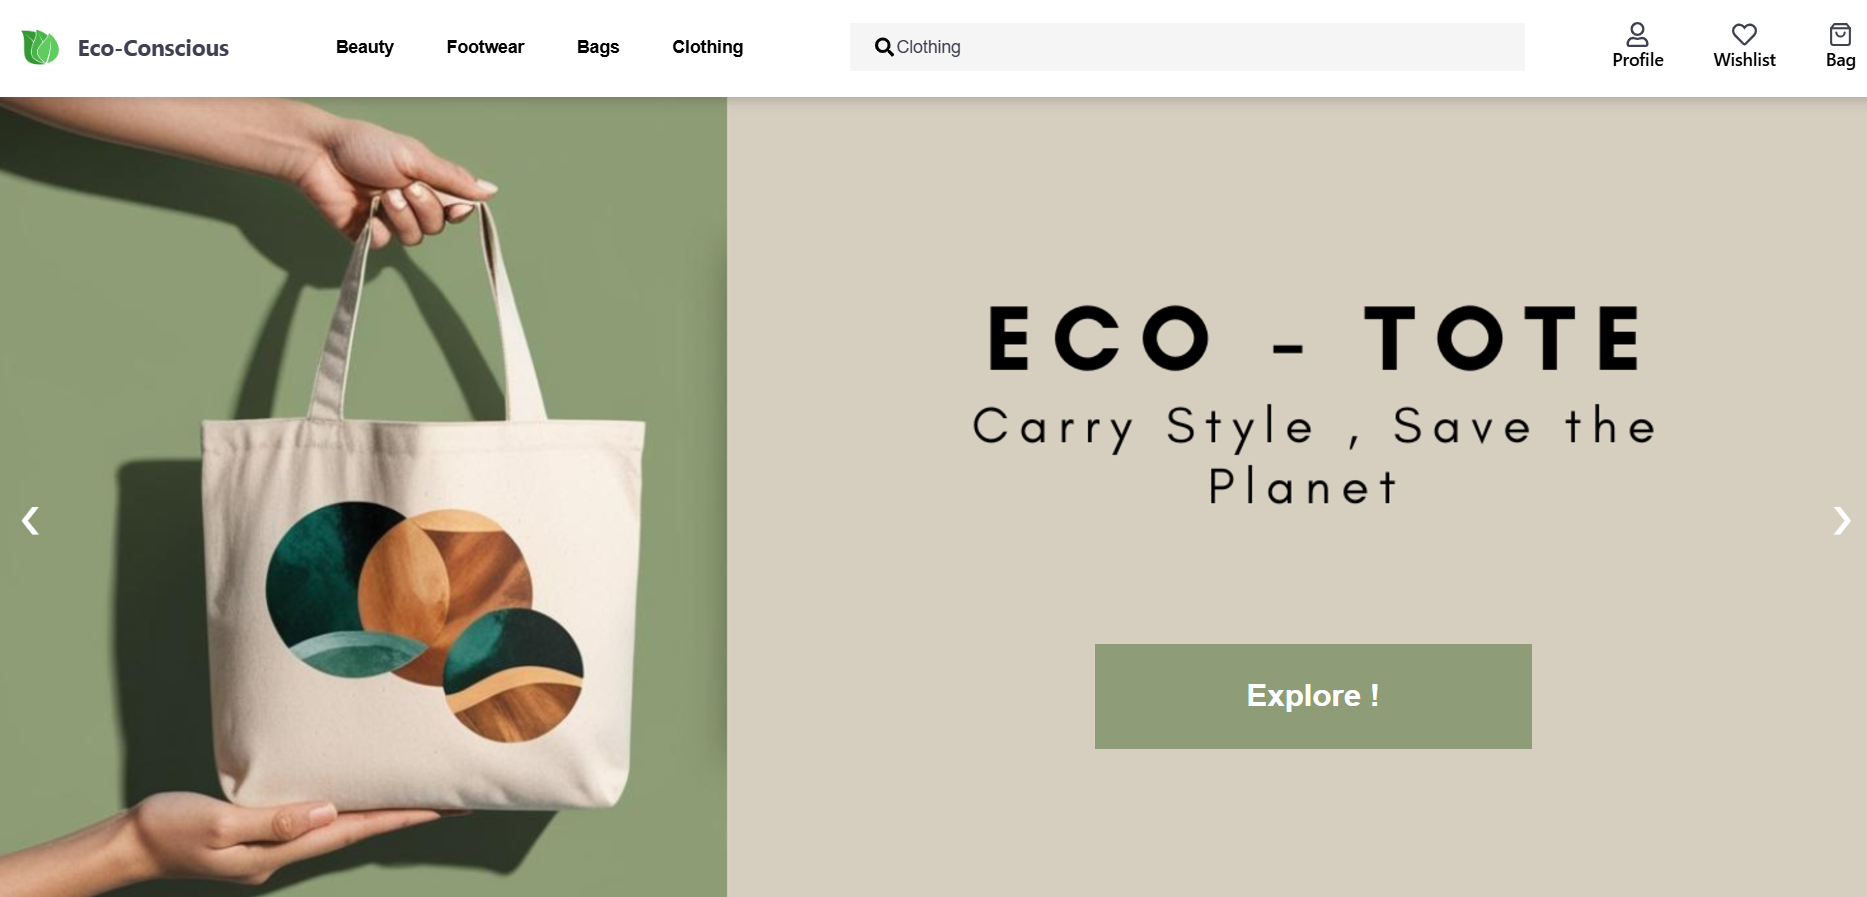 Eco-Conscious
Beauty
Footwear
Bags
Clothing
Clothing
Profile
Wishlist
Bag
ECO - TOTE
Carry Style , Save the
Planet
Explore !